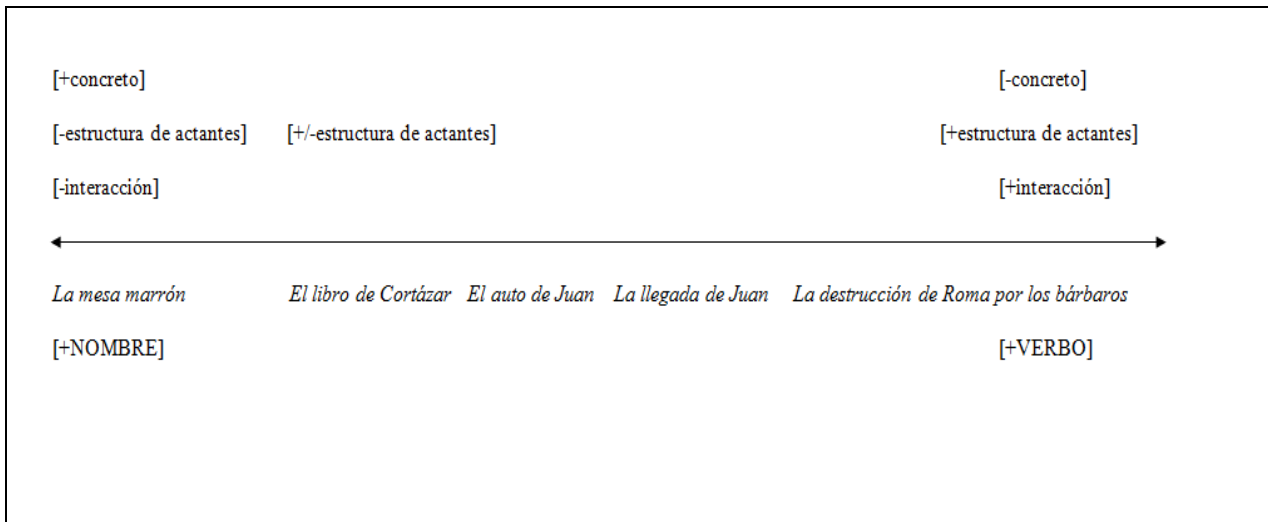 [+concreto] [-concreto]
[-estructura de actantes] [+/-estructura de actantes] [+estructura de actantes]
[-interacción] [+interacción]
La mesa marrón El libro de Cortázar El auto de Juan La llegada de Juan La destrucción de Roma por los bárbaros
[+NOMBRE] [+VERBO]